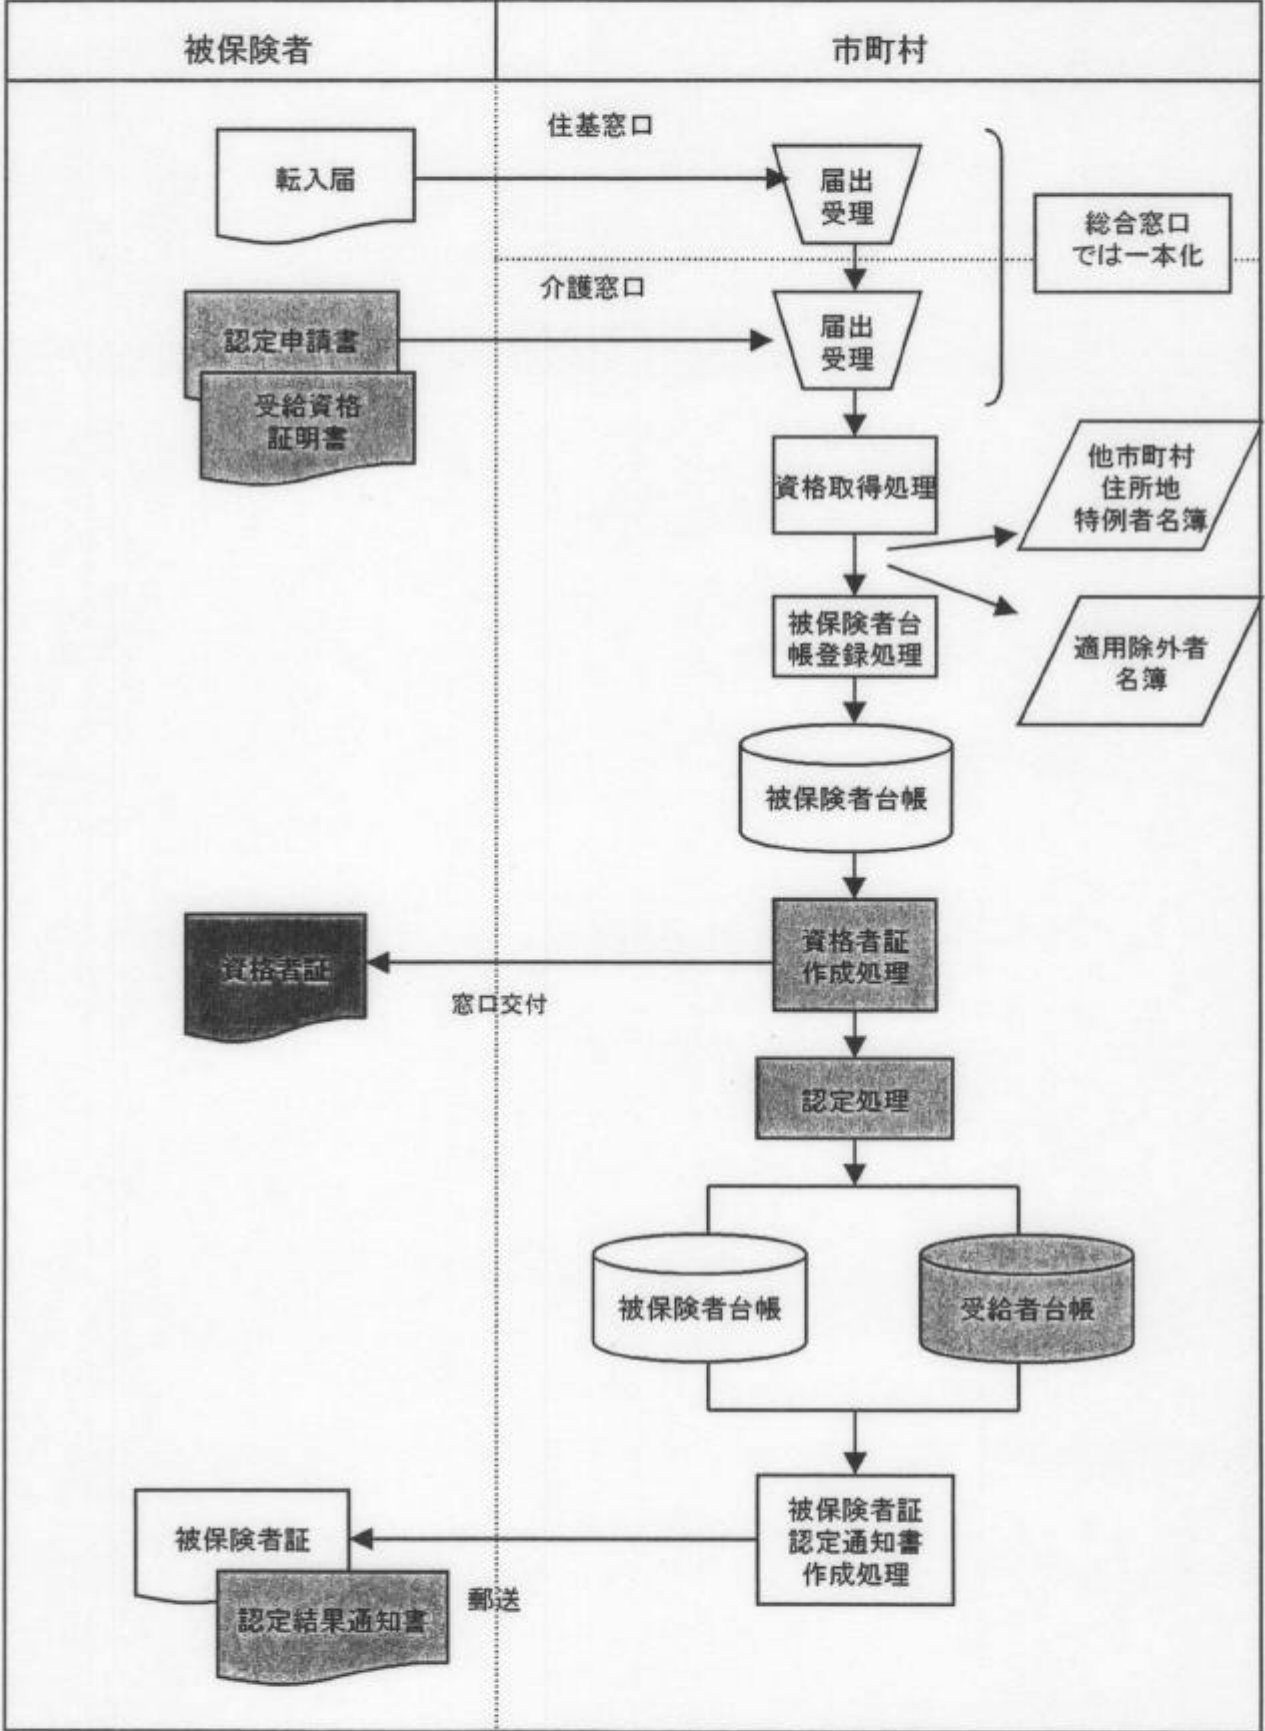 被保険者
市町村
住基窓口
転入届
届出
受理
総合窓口
では一本化
介護窓口
認定申請書
届出
受理
受給資格
証明書
資格取得処理
他市町村
住所地
特例者名簿
被保険者台
帳登録処理
適用除外者
名簿
被保険者台帳
資格者証
作成処理
資格者証
窓口交付
認定処理
被保険者台帳
受給者台帳
被保険者証
認定通知書
作成処理
被保険者証
郵送
認定結果通知書